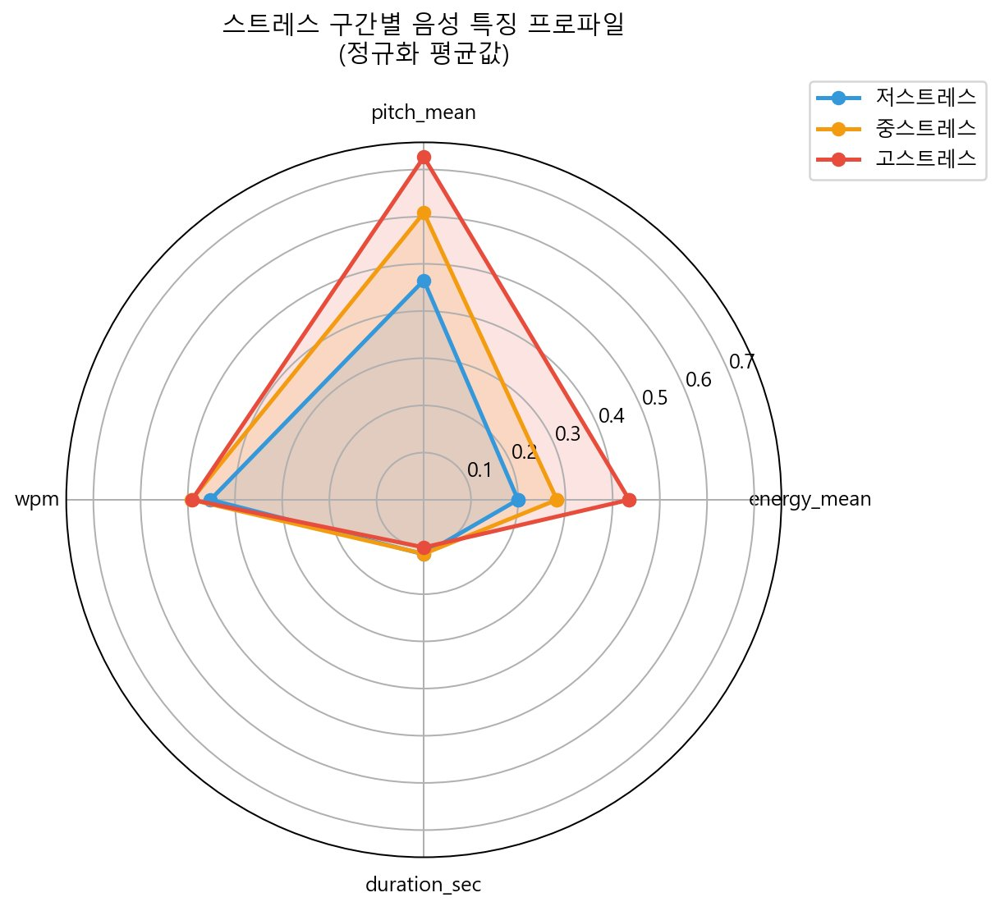 스트레스 구간별 음성 특징 프로파일
(정규화 평균값)
저스트레스
중스트레스
고스트레스
pitch_mean
0.7
0.6
0.5
0.4
0.3
0.2
0.1
wpm
energy_mean
duration_sec